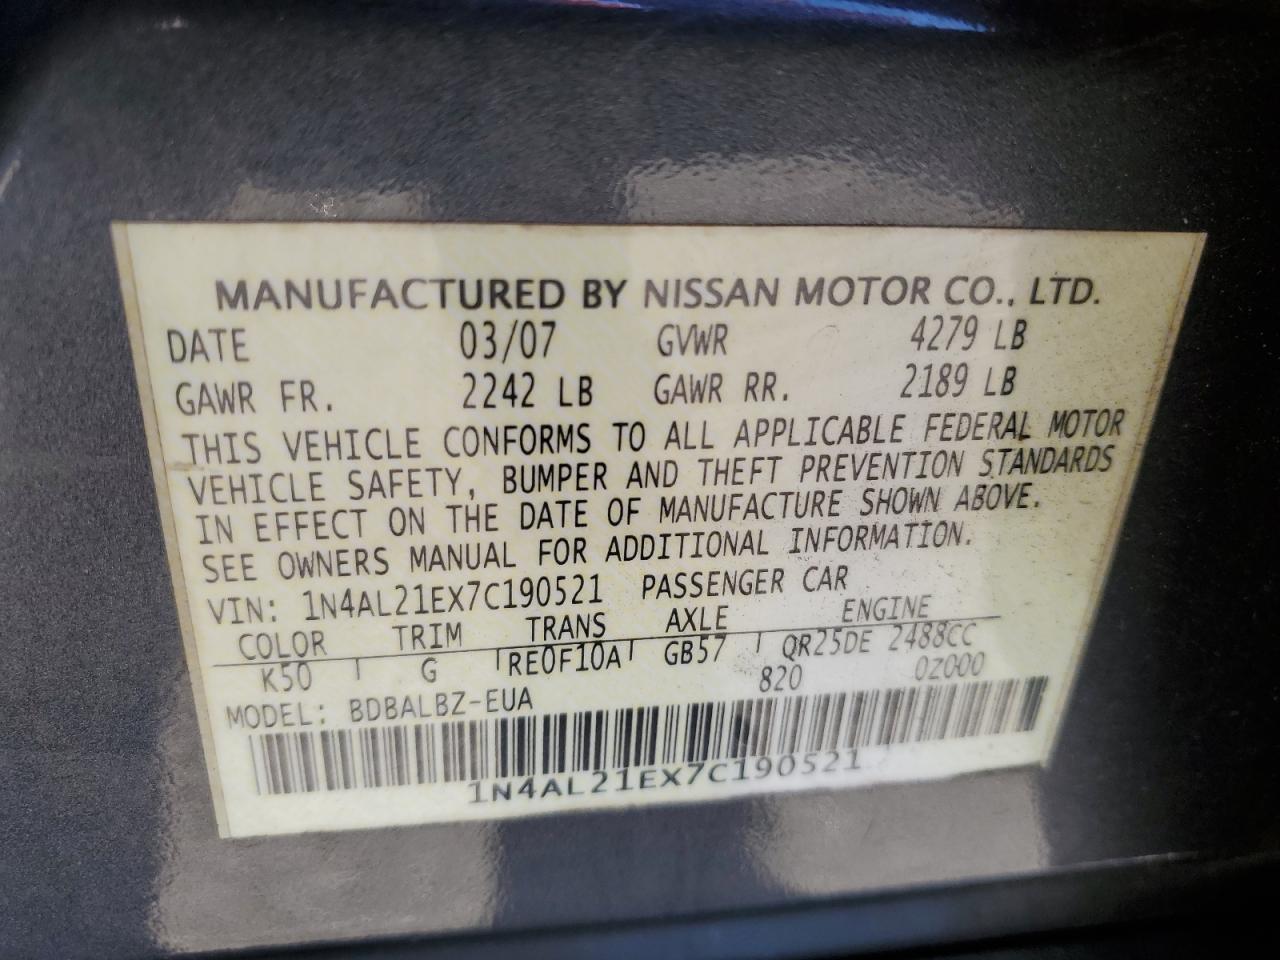 MANUFACTURED BY NISSAN MOTOR CO., LTD.
DATE 03/07 GVWR 4279 LB
GAWR FR. 2242 LB GAWR RR. 2189 LB
THIS VEHICLE CONFORMS TO ALL APPLICABLE FEDERAL MOTOR
VEHICLE SAFETY, BUMPER AND THEFT PREVENTION STANDARDS
IN EFFECT ON THE DATE OF MANUFACTURE SHOWN ABOVE.
SEE OWNERS MANUAL FOR ADDITIONAL INFORMATION.
VIN: 1N4AL21EX7C190521 PASSENGER CAR
COLOR TRIM TRANS AXLE ENGINE
K50 G RE0F10A GB57 QR25DE 2488CC
820 0Z000
MODEL: BDBALBZ-EUA
1N4AL21EX7C190521